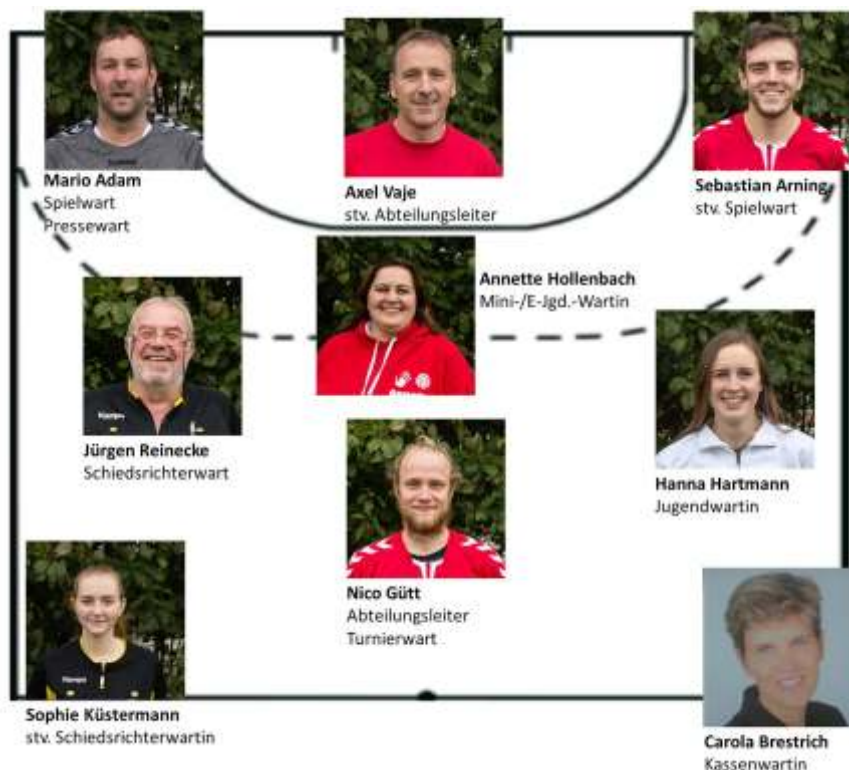 Mario Adam
Spielwart
Pressewart
Axel Vaje
stv. Abteilungsleiter
Sebastian Arning
stv. Spielwart
Annette Hollenbach
Mini-/E-Jgd.-Wartin
Jürgen Reinecke
Schiedsrichterwart
Hanna Hartmann
Jugendwartin
Nico Gütt
Abteilungsleiter
Turnierwart
Sophie Küstermann
stv. Schiedsrichterwartin
Carola Brestrich
Kassenwartin